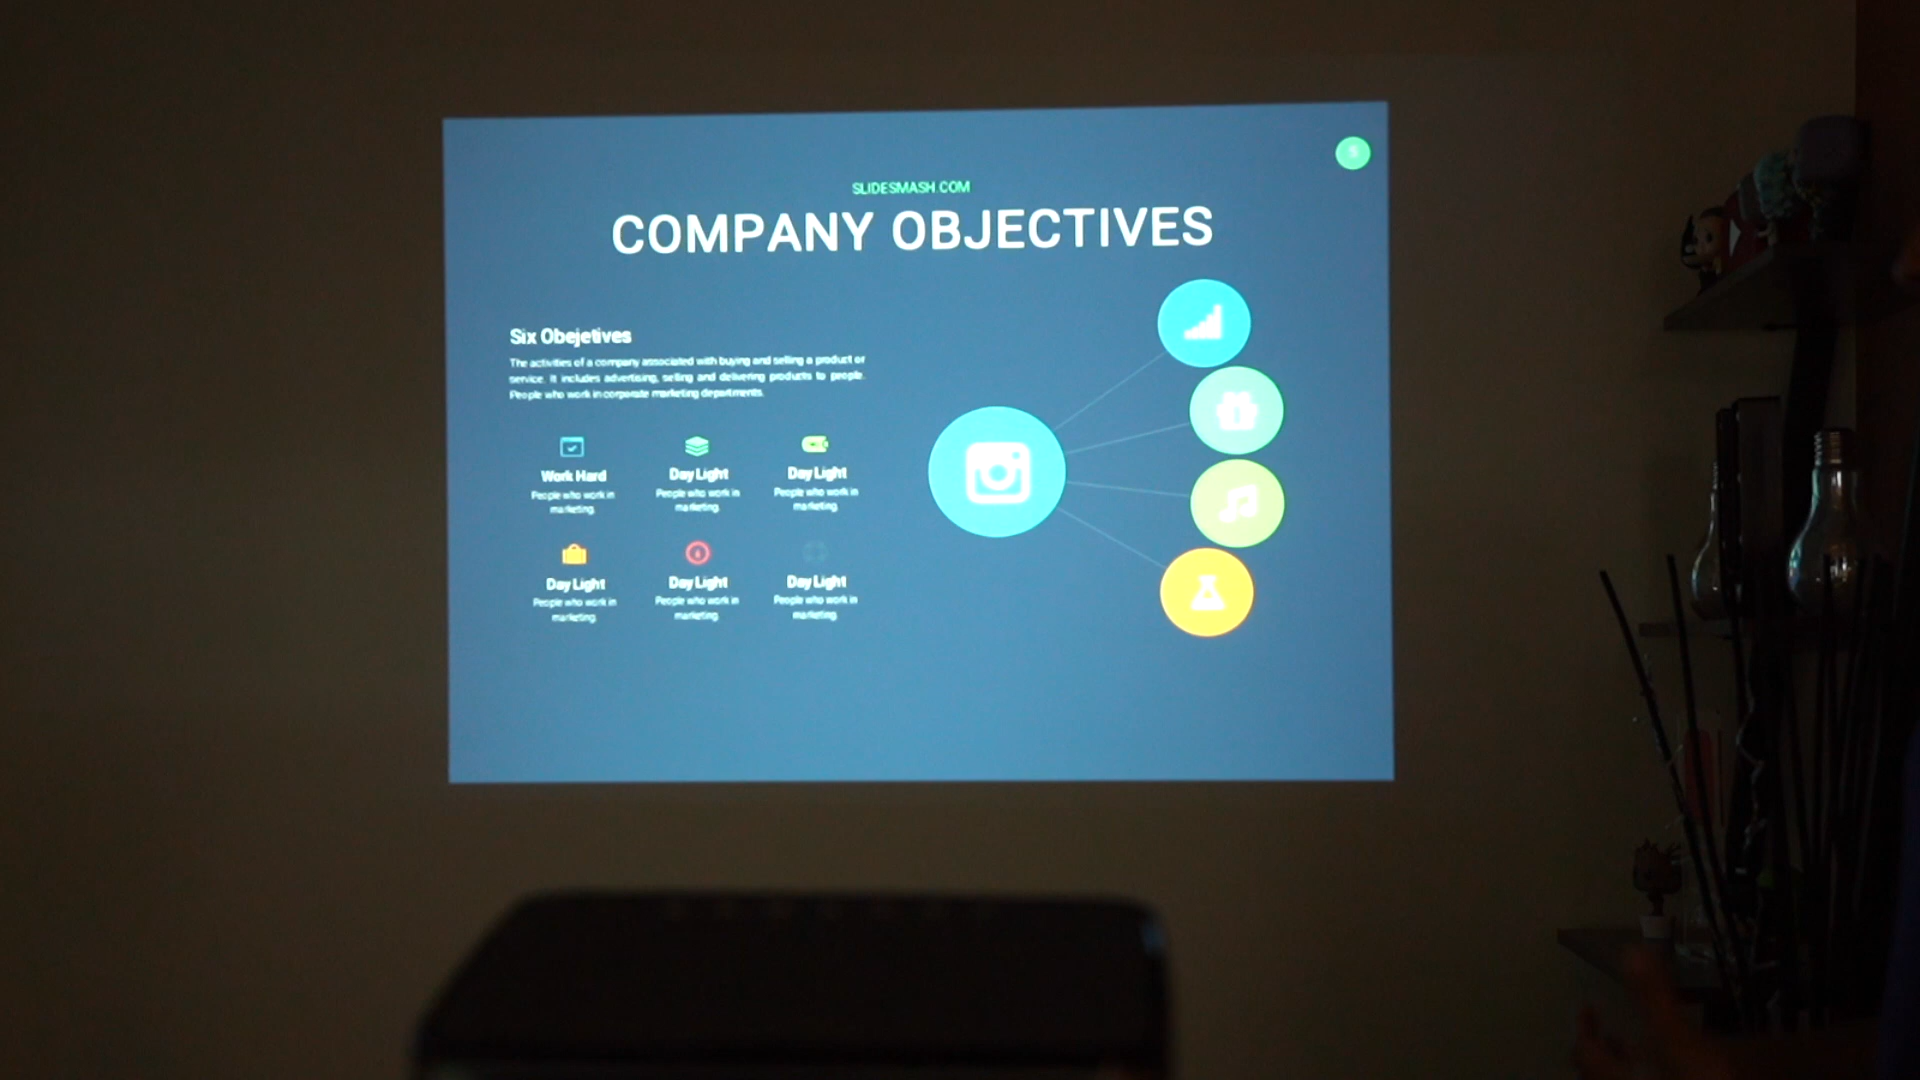 5
SLIDESMASH.COM
COMPANY OBJECTIVES
Six Obejetives
The activities of a company associated with buying and selling a product or
service. It includes advertising, selling and delivering products to people.
People who work in corporate marketing departments.
Work Hard
People who work in
marketing.
Day Light
People who work in
marketing.
Day Light
People who work in
marketing.
Day Light
People who work in
marketing.
Day Light
People who work in
marketing.
Day Light
People who work in
marketing.